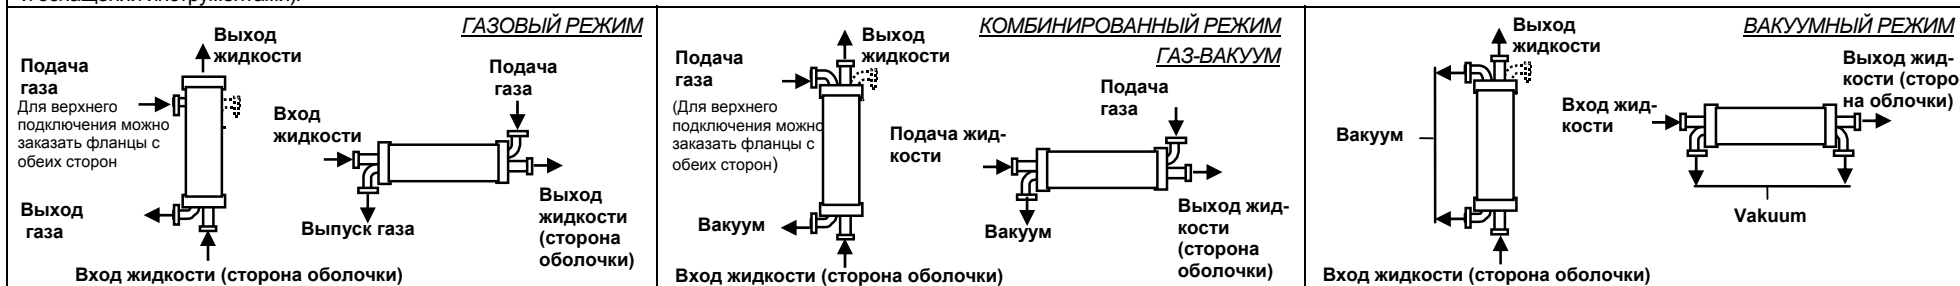 и оснащении инструментами).
ГАЗОВЫЙ РЕЖИМ
Выход
жидкости
Подача
газа
Для верхнего
подключения можно
заказать фланцы с
обеих сторон
Выход
газа
Вход жидкости (сторона оболочки)
Вход
жидкости
Подача
газа
Выпуск газа
Выход
жидкости
(сторона
оболочки)
КОМБИНИРОВАННЫЙ РЕЖИМ
ГАЗ-ВАКУУМ
Выход
жидкости
Подача
газа
(Для верхнего
подключения можно
заказать фланцы с
обеих сторон)
Вакуум
Вход жидкости (сторона оболочки)
Подача жид-
кости
Подача
газа
Вакуум
Выход жид-
кости
(сторона
оболочки)
ВАКУУМНЫЙ РЕЖИМ
Выход
жидкости
Вакуум
Вход жидкости (сторона оболочки)
Вход жид-
кости
Выход жид-
кости (сторо
на облочки)
Vakuum